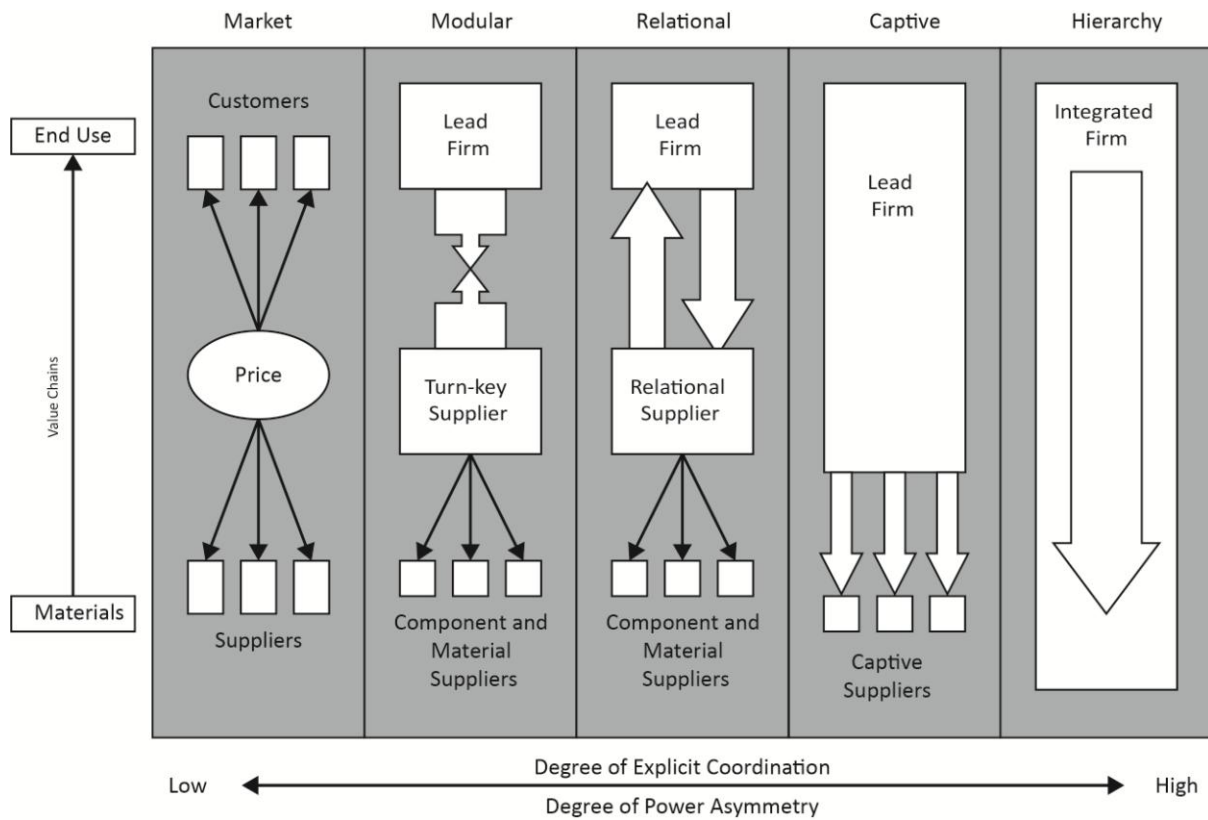 Market
Modular
Relational
Captive
Hierarchy
End Use
Value Chains
Materials
Customers
Price
Suppliers
Lead
Firm
Turn-key
Supplier
Component and
Material
Suppliers
Lead
Firm
Relational
Supplier
Component and
Material
Suppliers
Lead
Firm
Captive
Suppliers
Integrated
Firm
Low
Degree of Explicit Coordination
Degree of Power Asymmetry
High